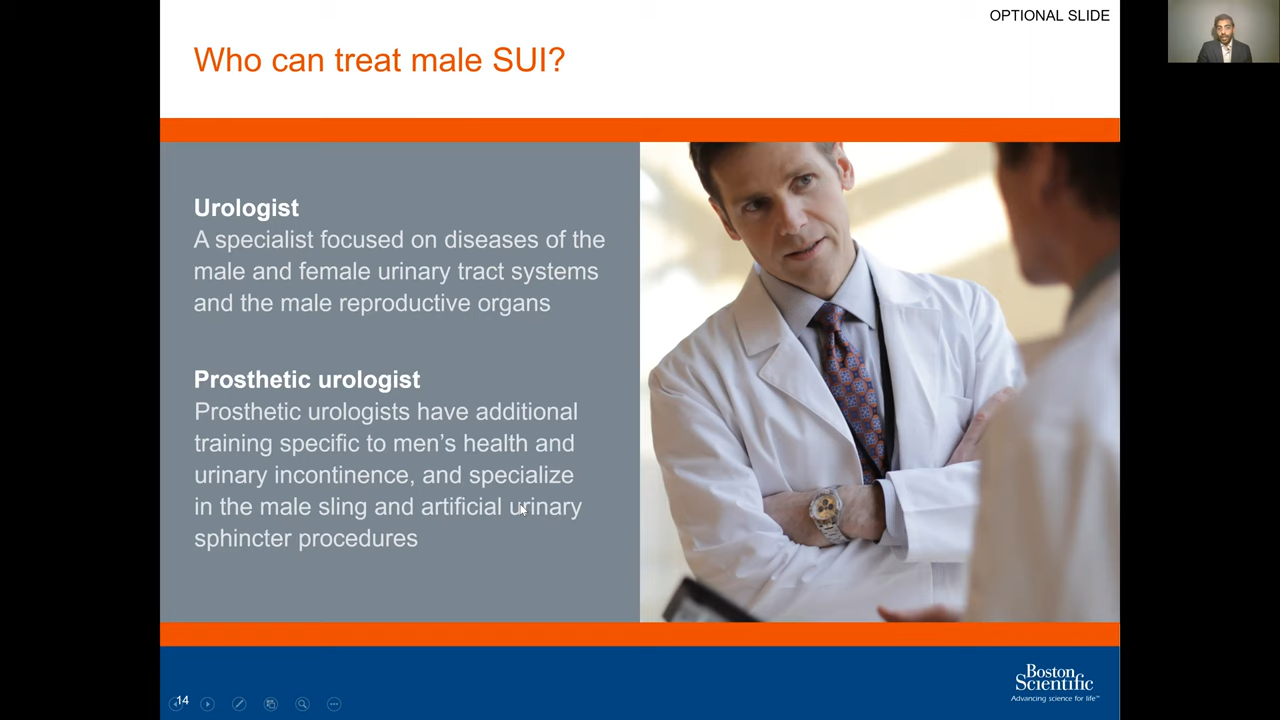 OPTIONAL SLIDE
Who can treat male SUI?
Urologist
A specialist focused on diseases of the
male and female urinary tract systems
and the male reproductive organs
Prosthetic urologist
Prosthetic urologists have additional
training specific to men's health and
urinary incontinence, and specialize
in the male sling and artificial urinary
sphincter procedures
14
Boston
Scientific
Advancing science for life™